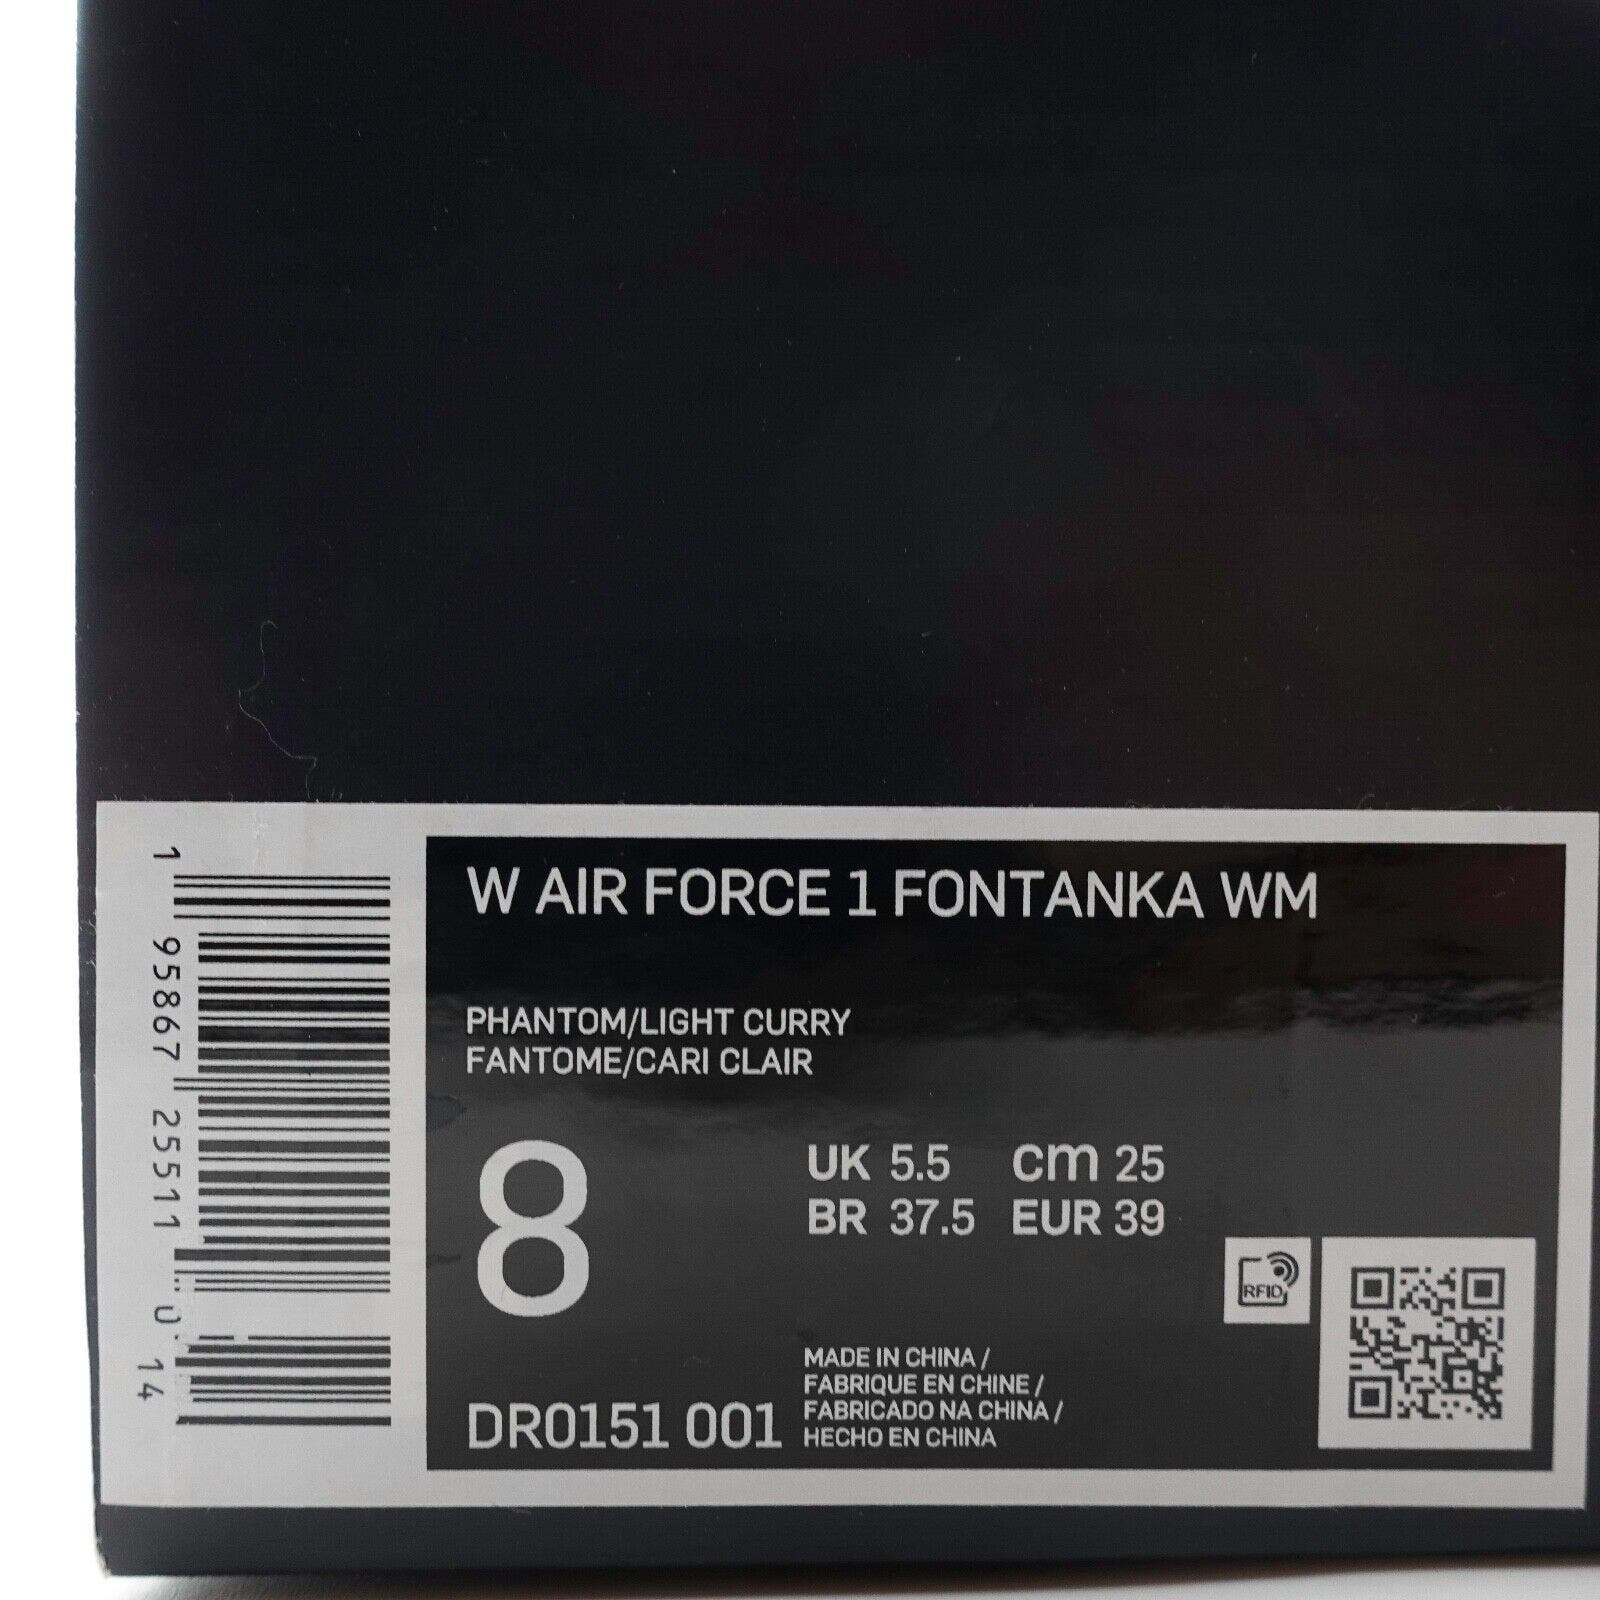 W AIR FORCE 1 FONTANKA WM
PHANTOM/LIGHT CURRY
FANTOME/CARI CLAIR
8
UK 5.5 cm 25
BR 37.5 EUR 39
RFID
DR0151 001
MADE IN CHINA /
FABRIQUE EN CHINE /
FABRICADO NA CHINA /
HECHO EN CHINA
1 95867 25511 0 14